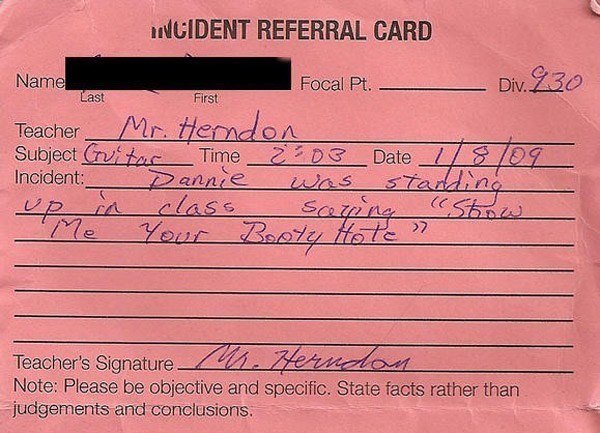 INCIDENT REFERRAL CARD
Name Focal Pt. Div. 930
Last First
Teacher Mr. Herndon
Subject Guitar Time 2:03 Date 1/8/09
Incident: Dannie was standing
up in class saying "Show
Me Your Booty Hole"
Teacher's Signature Mr. Herndon
Note: Please be objective and specific. State facts rather than
judgements and conclusions.